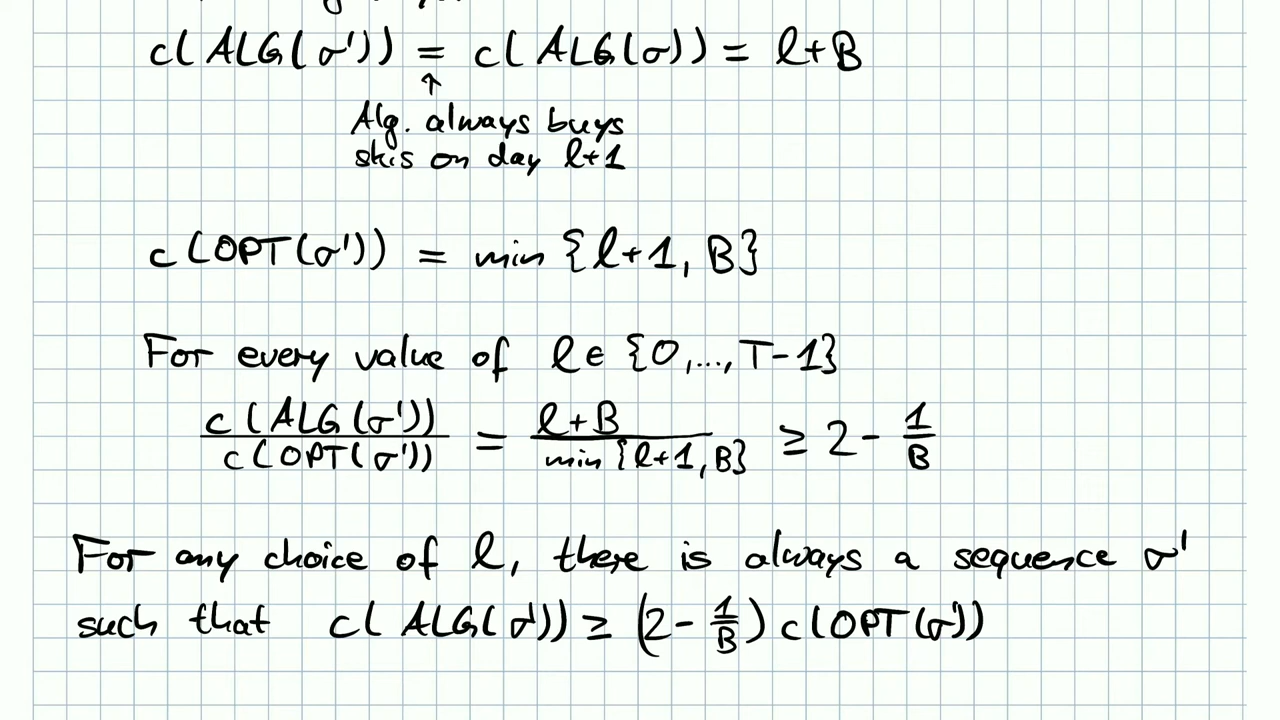 c(ALG(σ')) = c(ALG(σ)) = l+B
↑
Alg. always buys
skis on day l+1
c(OPT(σ')) = min {l+1, B}
For every value of l ∈ {0,..., T-1}
c(ALG(σ')) / c(OPT(σ')) = l+B / min {l+1, B} ≥ 2 - 1/B
For any choice of l, there is always a sequence σ'
such that c(ALG(σ')) ≥ (2 - 1/B) c(OPT(σ'))